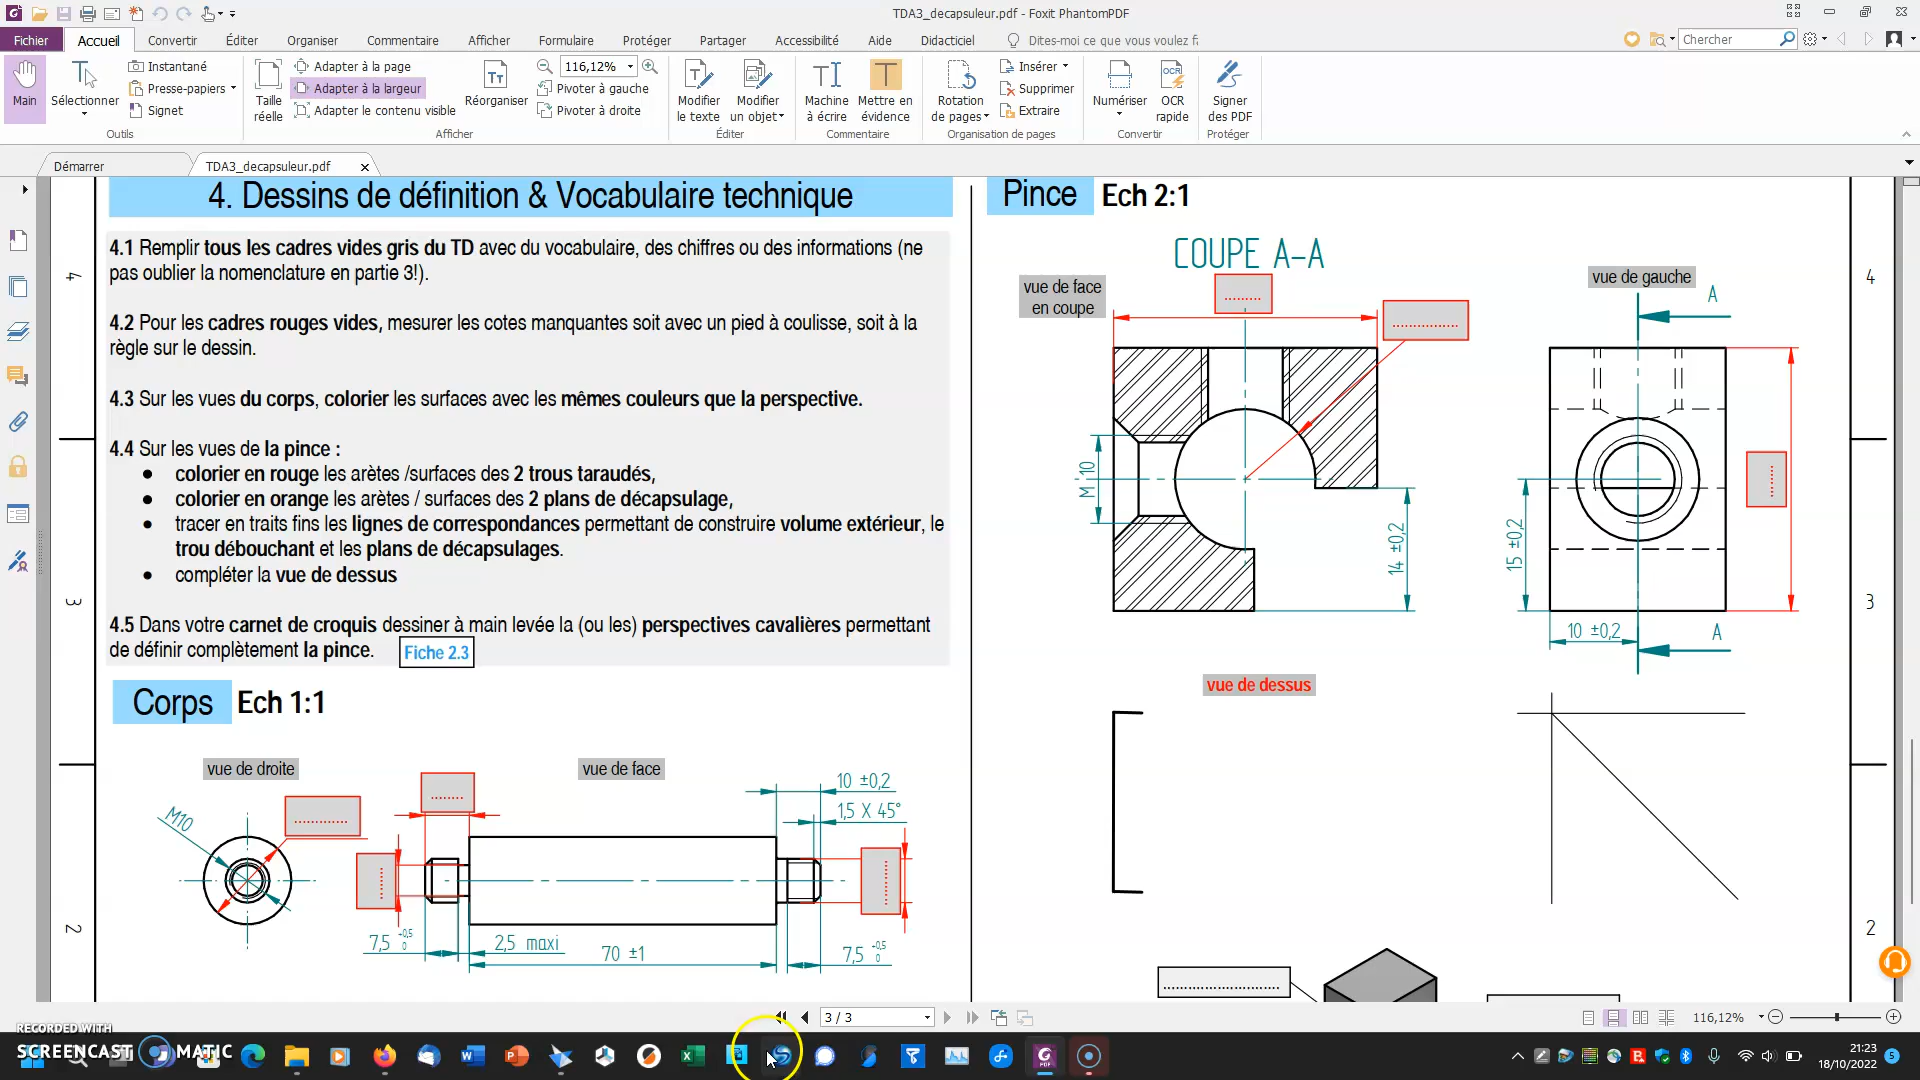 TDA3_decapsuleur.pdf - Foxit PhantomPDF
Fichier Accueil Convertir Éditer Organiser Commentaire Afficher Formulaire Protéger Partager Accessibilité Aide Didacticiel Dites-moi ce que vous voulez fa Chercher
Main
Sélectionner
Instantané
Presse-papiers
Signet
Outils
Taille réelle
Adapter à la page
Adapter à la largeur
Adapter le contenu visible
Réorganiser
116,12%
Pivoter à gauche
Pivoter à droite
Afficher
Modifier le texte
Modifier un objet
Éditer
Machine à écrire
Mettre en évidence
Commentaire
Rotation de pages
Insérer
Supprimer
Extraire
Organisation de pages
Numériser
OCR rapide
Convertir
Signer des PDF
Protéger
Démarrer
TDA3_decapsuleur.pdf
4. Dessins de définition & Vocabulaire technique
4.1 Remplir tous les cadres vides gris du TD avec du vocabulaire, des chiffres ou des informations (ne
pas oublier la nomenclature en partie 3!).
4.2 Pour les cadres rouges vides, mesurer les cotes manquantes soit avec un pied à coulisse, soit à la
règle sur le dessin.
4.3 Sur les vues du corps, colorier les surfaces avec les mêmes couleurs que la perspective.
4.4 Sur les vues de la pince :
• colorier en rouge les arètes /surfaces des 2 trous taraudés,
• colorier en orange les arètes / surfaces des 2 plans de décapsulage,
• tracer en traits fins les lignes de correspondances permettant de construire volume extérieur, le
trou débouchant et les plans de décapsulages.
• compléter la vue de dessus
4.5 Dans votre carnet de croquis dessiner à main levée la (ou les) perspectives cavalières permettant
de définir complètement la pince. Fiche 2.3
Corps Ech 1:1
vue de droite
vue de face
M10
............
........
10 ±0,2
1,5 X 45°
7,5 +0,5 0
2,5 maxi
70 ±1
7,5 +0,5 0
4
3
2
Pince Ech 2:1
COUPE A-A
vue de face
en coupe
.........
................
M 10
14 ±0,2
vue de gauche
A
15 ±0,2
10 ±0,2
A
vue de dessus
...........................
4
3
2
3 / 3
116,12%
RECORDED WITH
SCREENCAST MATIC
21:23
18/10/2022
5